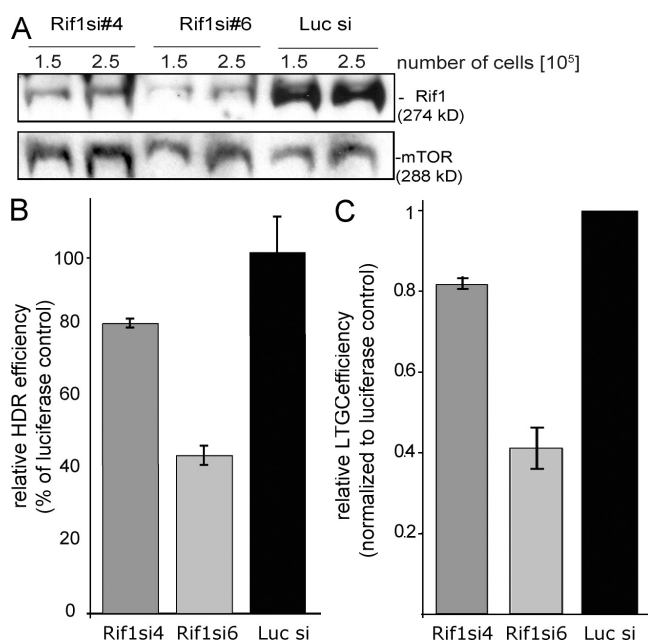 A
Rif1si#4 Rif1si#6 Luc si
1.5 2.5 1.5 2.5 1.5 2.5 number of cells [10⁵]
- Rif1
(274 kD)
-mTOR
(288 kD)
B
relative HDR efficiency
(% of luciferase control)
100
80
60
40
20
0
Rif1si4 Rif1si6 Luc si
C
relative LTGCefficiency
(normalized to luciferase control)
1
0.8
0.6
0.4
0.2
Rif1si4 Rif1si6 Luc si